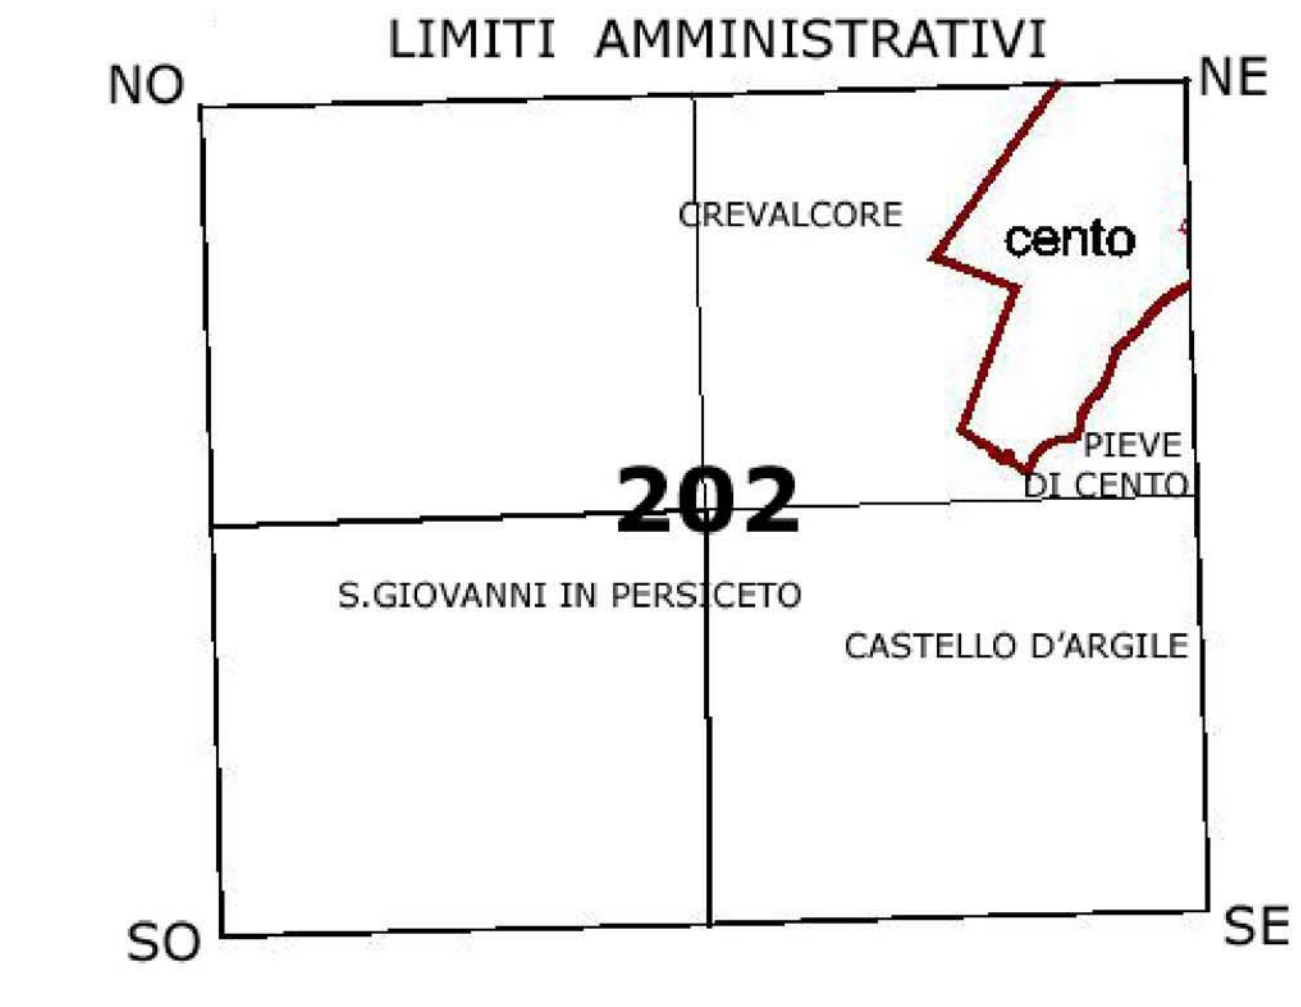 LIMITI AMMINISTRATIVI
NO
NE
CREVALCORE
cento
PIEVE
DI CENTO
202
S.GIOVANNI IN PERSICETO
CASTELLO D'ARGILE
SO
SE